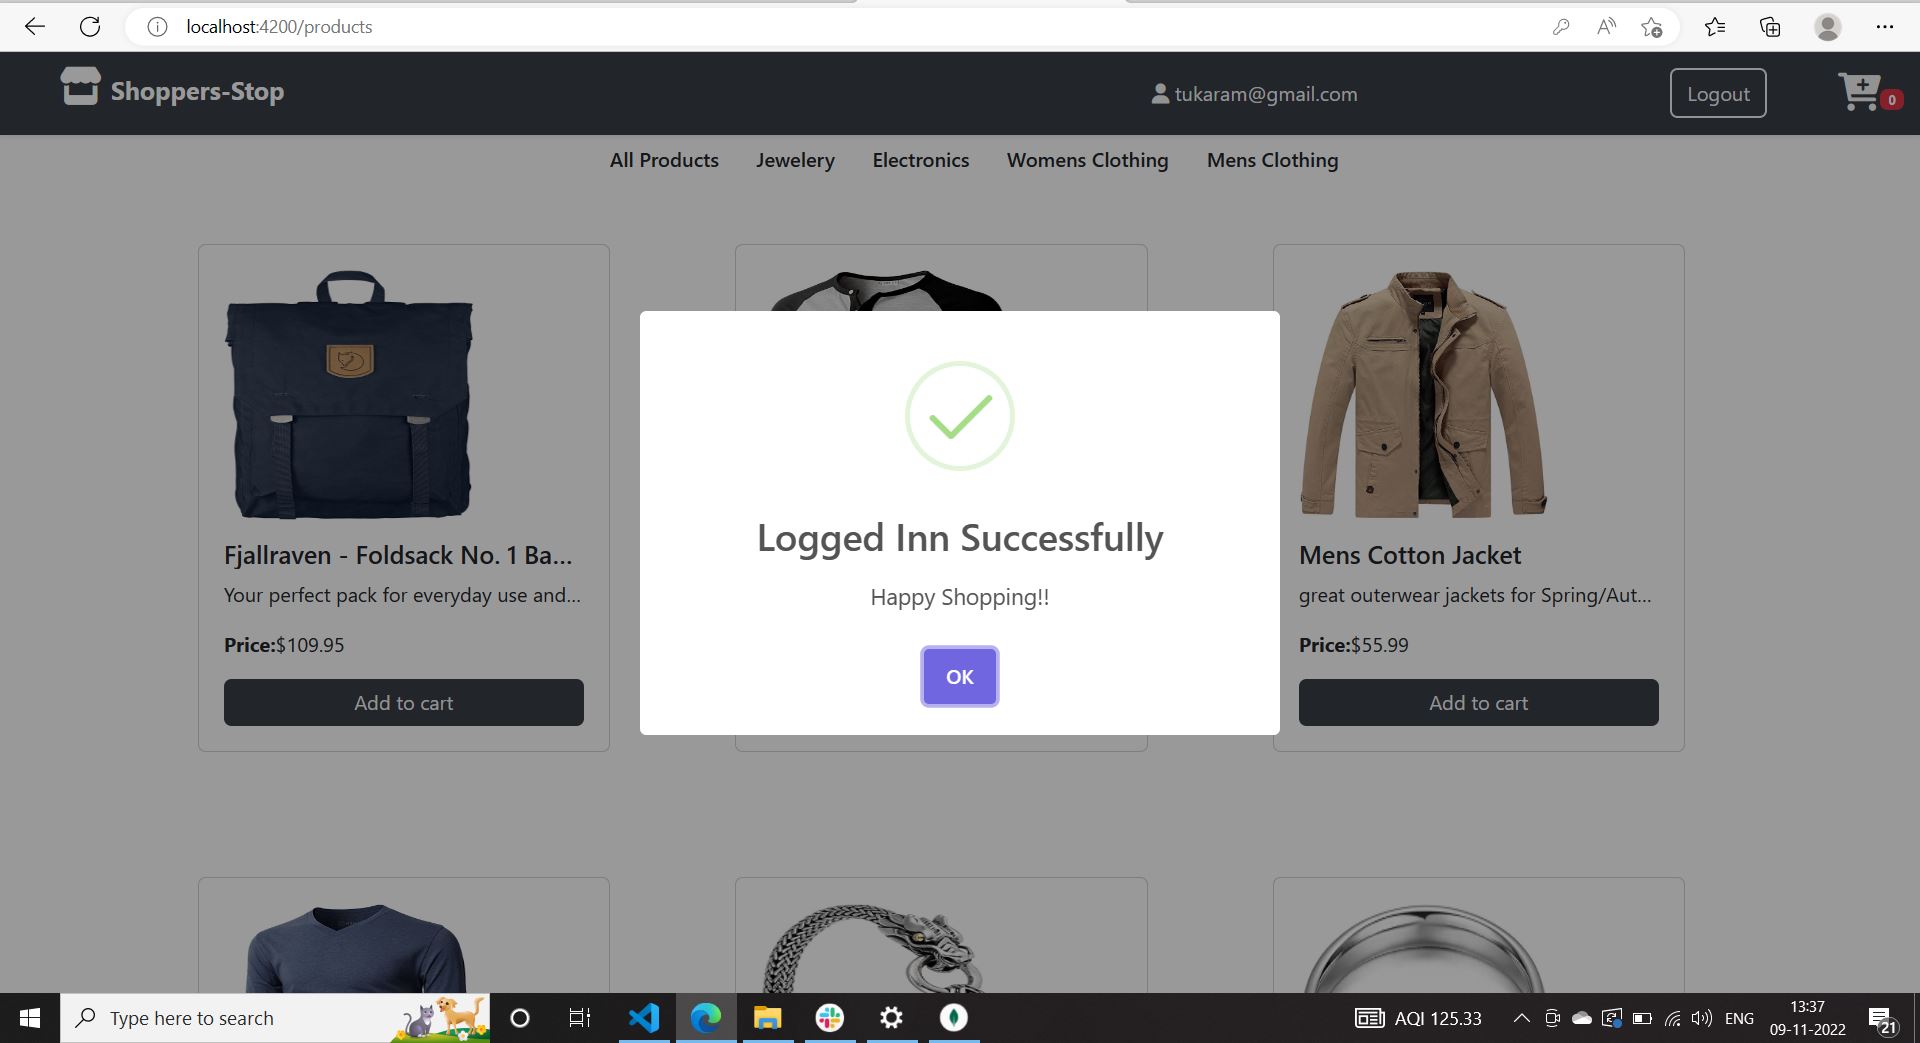 localhost:4200/products
Shoppers-Stop
tukaram@gmail.com
Logout
0
All Products Jewelery Electronics Womens Clothing Mens Clothing
Logged Inn Successfully
Happy Shopping!!
OK
Fjallraven - Foldsack No. 1 Ba...
Your perfect pack for everyday use and...
Price:$109.95
Add to cart
Mens Cotton Jacket
great outerwear jackets for Spring/Aut...
Price:$55.99
Add to cart
Type here to search
AQI 125.33
ENG
13:37
09-11-2022
21